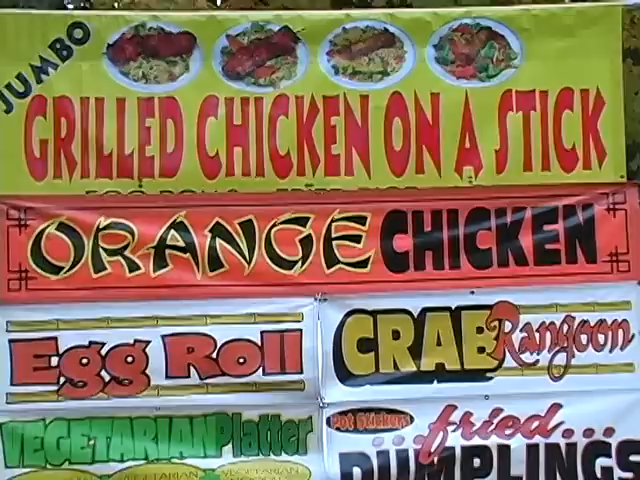 JUMBO
GRILLED CHICKEN ON A STICK
ORANGE CHICKEN
Egg Roll
CRAB Rangoon
VEGETARIAN Platter
Pot Stickers
...fried...
DUMPLINGS